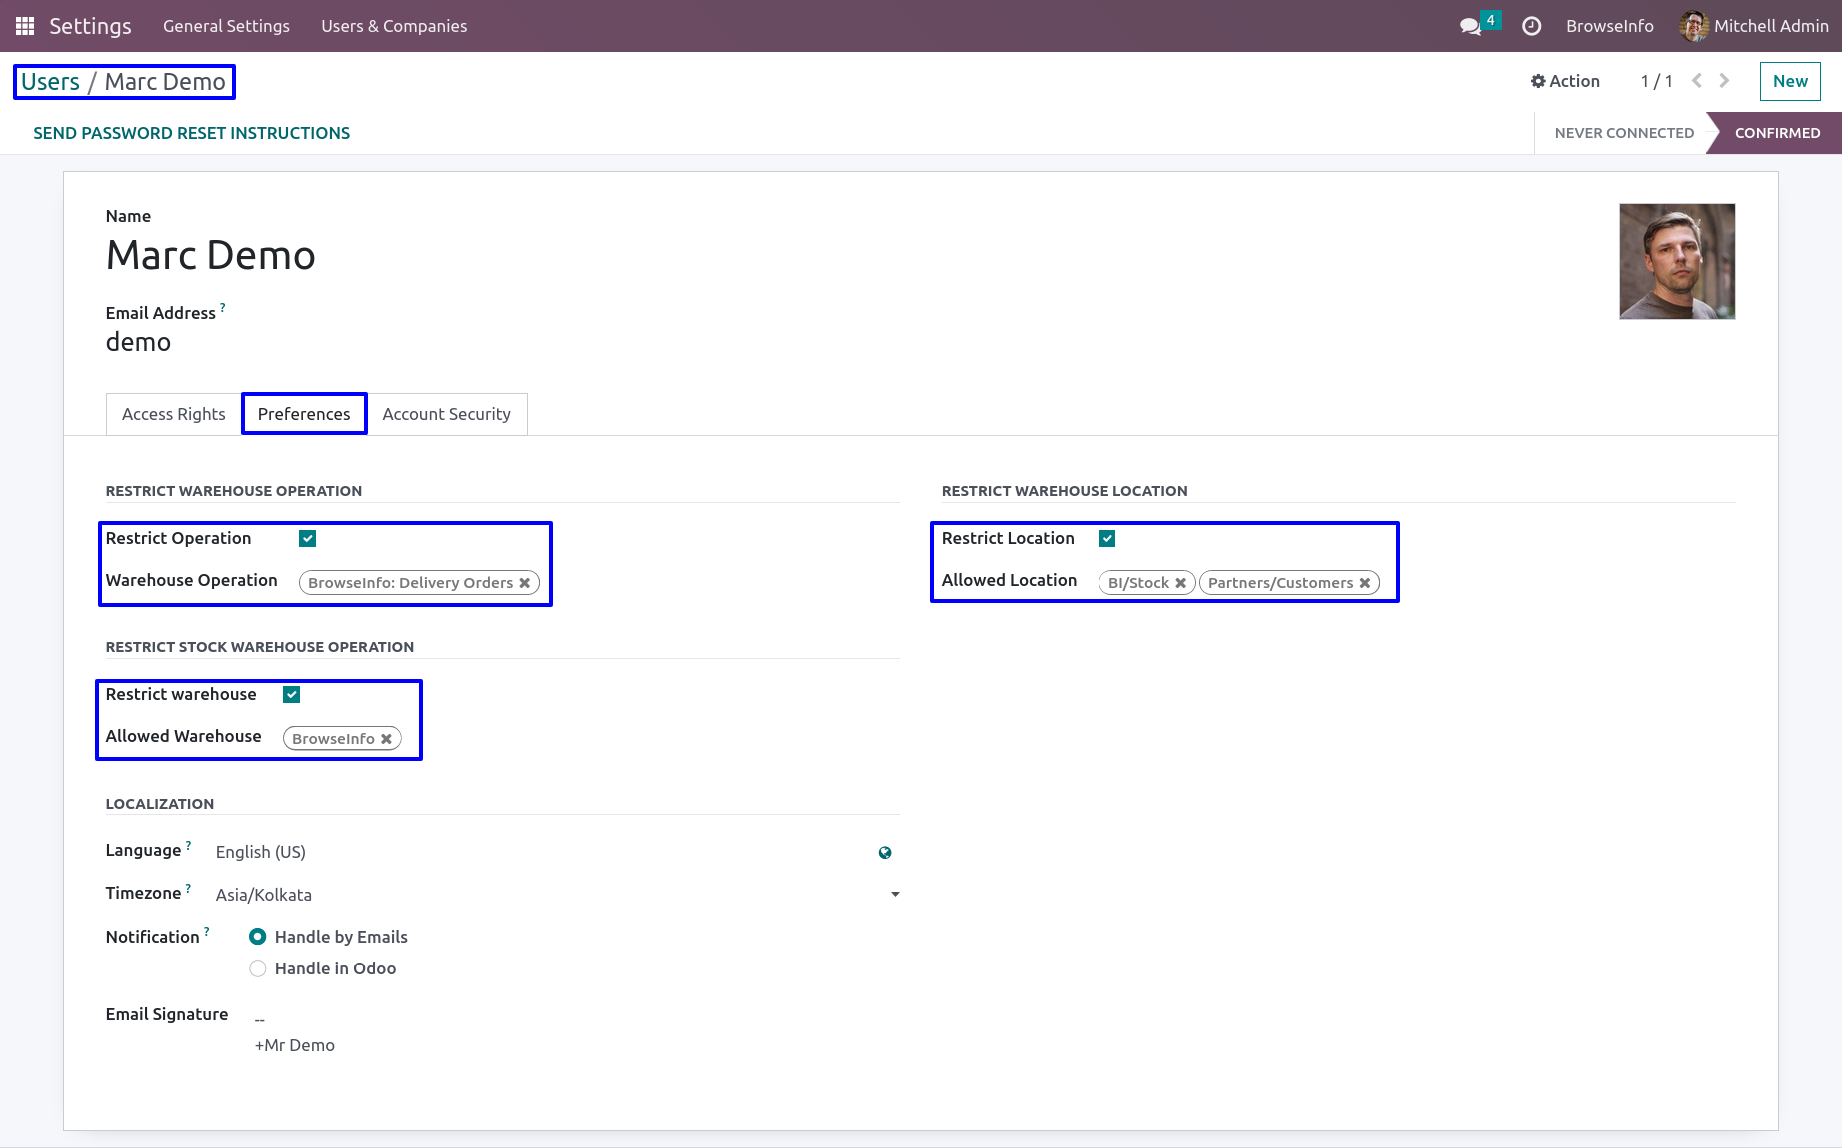 Settings General Settings Users & Companies 4 BrowseInfo Mitchell Admin
Users / Marc Demo Action 1 / 1 New
SEND PASSWORD RESET INSTRUCTIONS NEVER CONNECTED CONFIRMED
Name
Marc Demo
Email Address ?
demo
Access Rights Preferences Account Security
RESTRICT WAREHOUSE OPERATION RESTRICT WAREHOUSE LOCATION
Restrict Operation Restrict Location
Warehouse Operation BrowseInfo: Delivery Orders Allowed Location BI/Stock Partners/Customers
RESTRICT STOCK WAREHOUSE OPERATION
Restrict warehouse
Allowed Warehouse BrowseInfo
LOCALIZATION
Language ? English (US)
Timezone ? Asia/Kolkata
Notification ? Handle by Emails
Handle in Odoo
Email Signature --
+Mr Demo